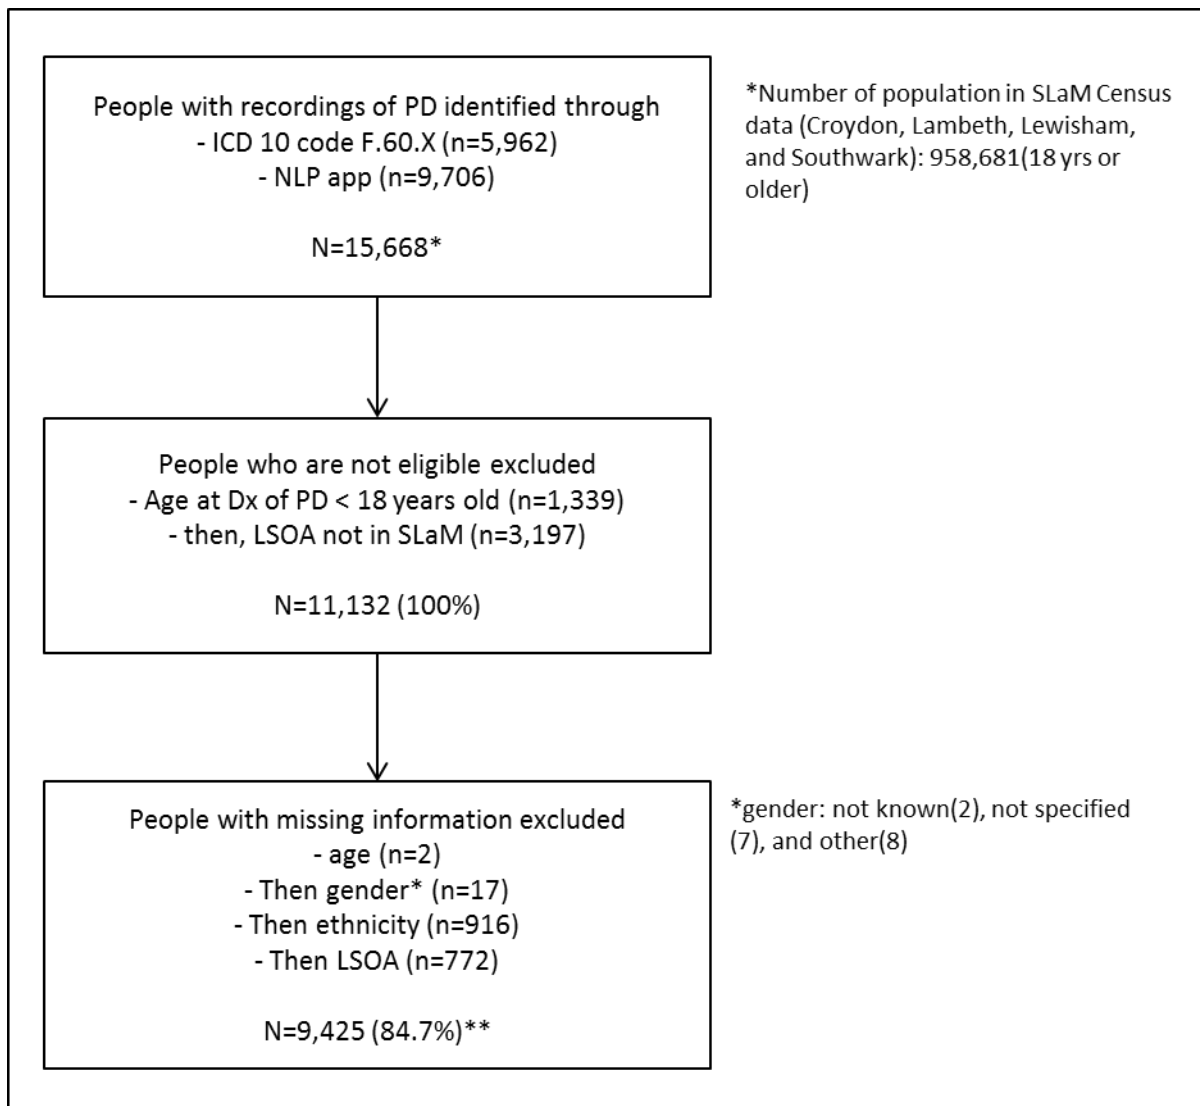 People with recordings of PD identified through
- ICD 10 code F.60.X (n=5,962)
- NLP app (n=9,706)
N=15,668*
*Number of population in SLaM Census
data (Croydon, Lambeth, Lewisham,
and Southwark): 958,681(18 yrs or
older)
People who are not eligible excluded
- Age at Dx of PD < 18 years old (n=1,339)
- then, LSOA not in SLaM (n=3,197)
N=11,132 (100%)
People with missing information excluded
- age (n=2)
- Then gender* (n=17)
- Then ethnicity (n=916)
- Then LSOA (n=772)
N=9,425 (84.7%)**
*gender: not known(2), not specified
(7), and other(8)